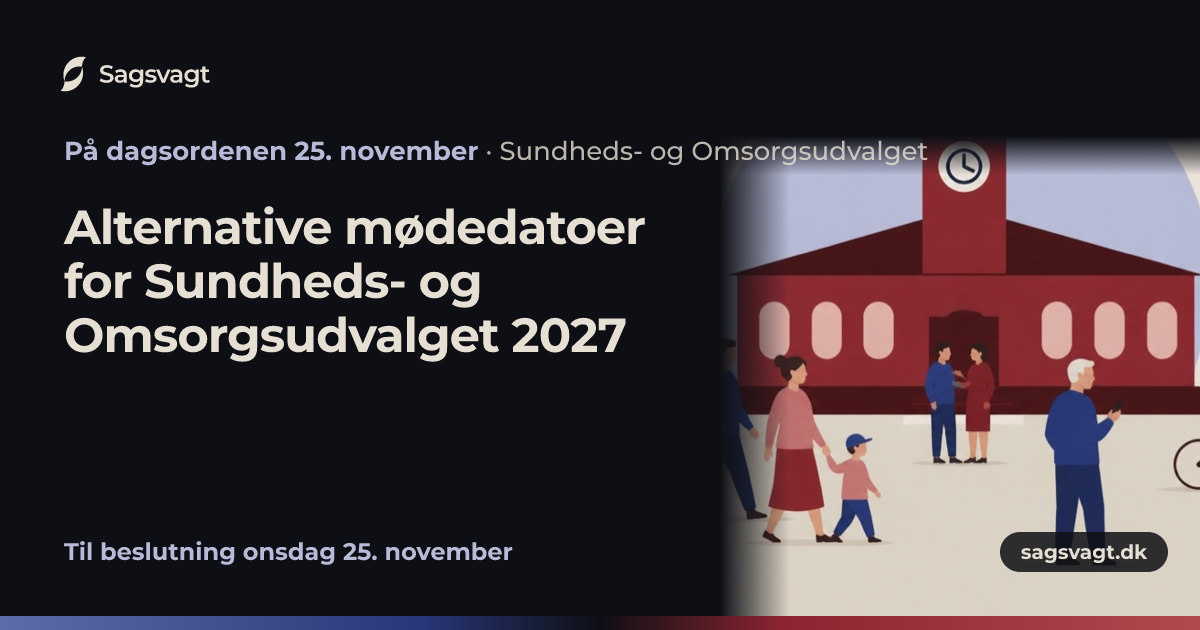 Sagsvagt
På dagsordenen 25. november · Sundheds- og Omsorgsudvalget
Alternative mødedatoer
for Sundheds- og
Omsorgsudvalget 2027
Til beslutning onsdag 25. november
sagsvagt.dk